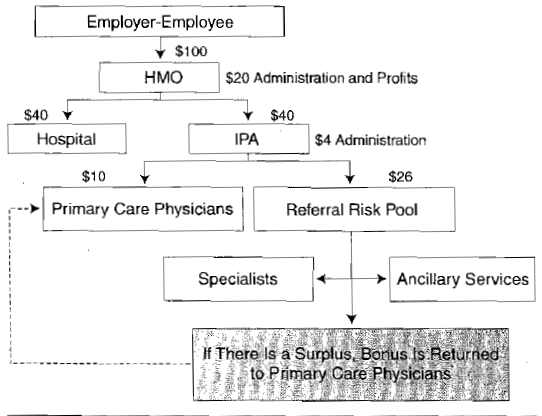 Employer-Employee
$100
HMO
$20 Administration and Profits
$40
$40
Hospital
IPA
$4 Administration
$10
$26
Primary Care Physicians
Referral Risk Pool
Specialists
Ancillary Services
If There Is a Surplus, Bonus Is Returned
to Primary Care Physicians